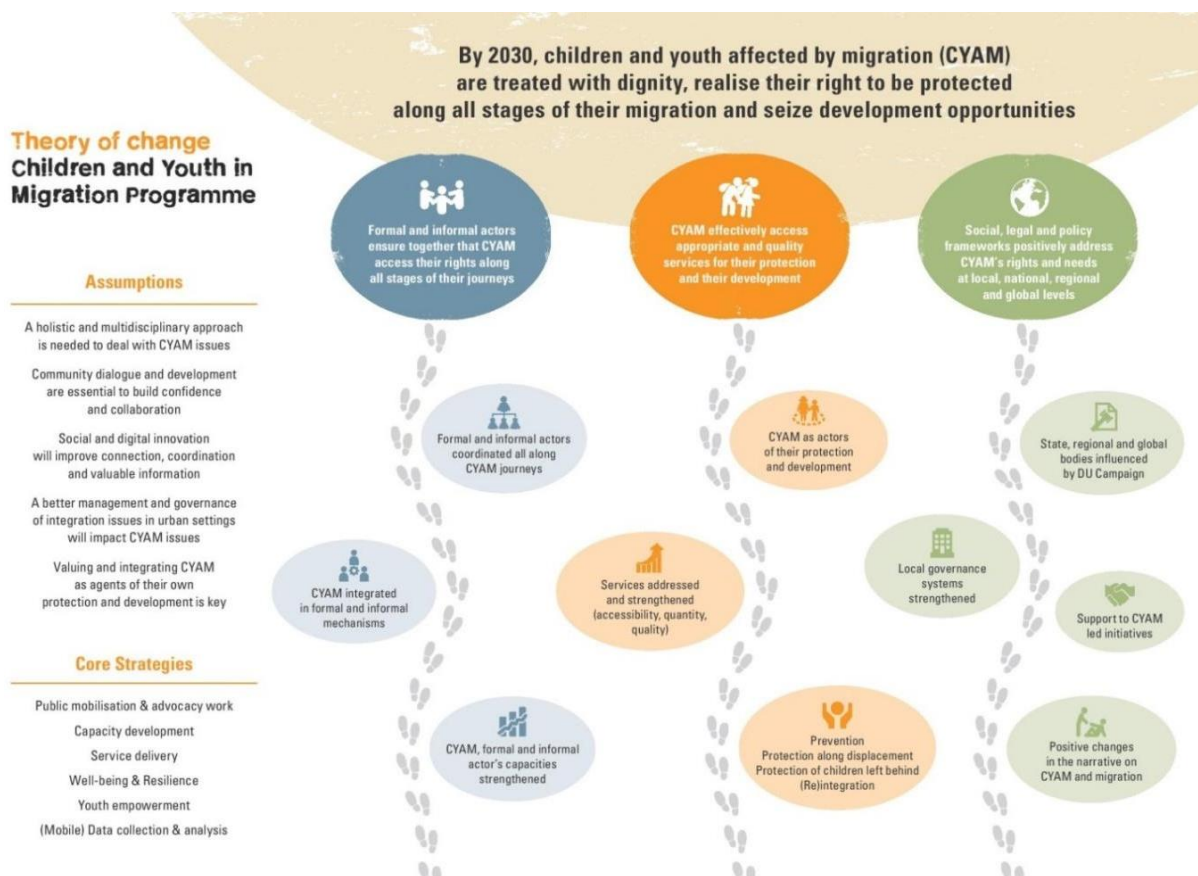 By 2030, children and youth affected by migration (CYAM)
are treated with dignity, realise their right to be protected
along all stages of their migration and seize development opportunities
Theory of change
Children and Youth in
Migration Programme
Assumptions
A holistic and multidisciplinary approach
is needed to deal with CYAM issues
Community dialogue and development
are essential to build confidence
and collaboration
Social and digital innovation
will improve connection, coordination
and valuable information
A better management and governance
of integration issues in urban settings
will impact CYAM issues
Valuing and integrating CYAM
as agents of their own
protection and development is key
Core Strategies
Public mobilisation & advocacy work
Capacity development
Service delivery
Well-being & Resilience
Youth empowerment
(Mobile) Data collection & analysis
Formal and informal actors
ensure together that CYAM
access their rights along
all stages of their journeys
Formal and informal actors
coordinated all along
CYAM journeys
CYAM integrated
in formal and informal
mechanisms
CYAM, formal and informal
actor's capacities
strengthened
CYAM effectively access
appropriate and quality
services for their protection
and their development
CYAM as actors
of their protection
and development
Services addressed
and strengthened
(accessibility, quantity,
quality)
Prevention
Protection along displacement
Protection of children left behind
(Re)integration
Social, legal and policy
frameworks positively address
CYAM's rights and needs
at local, national, regional
and global levels
State, regional and global
bodies influenced
by DU Campaign
Local governance
systems
strengthened
Support to CYAM
led initiatives
Positive changes
in the narrative on
CYAM and migration